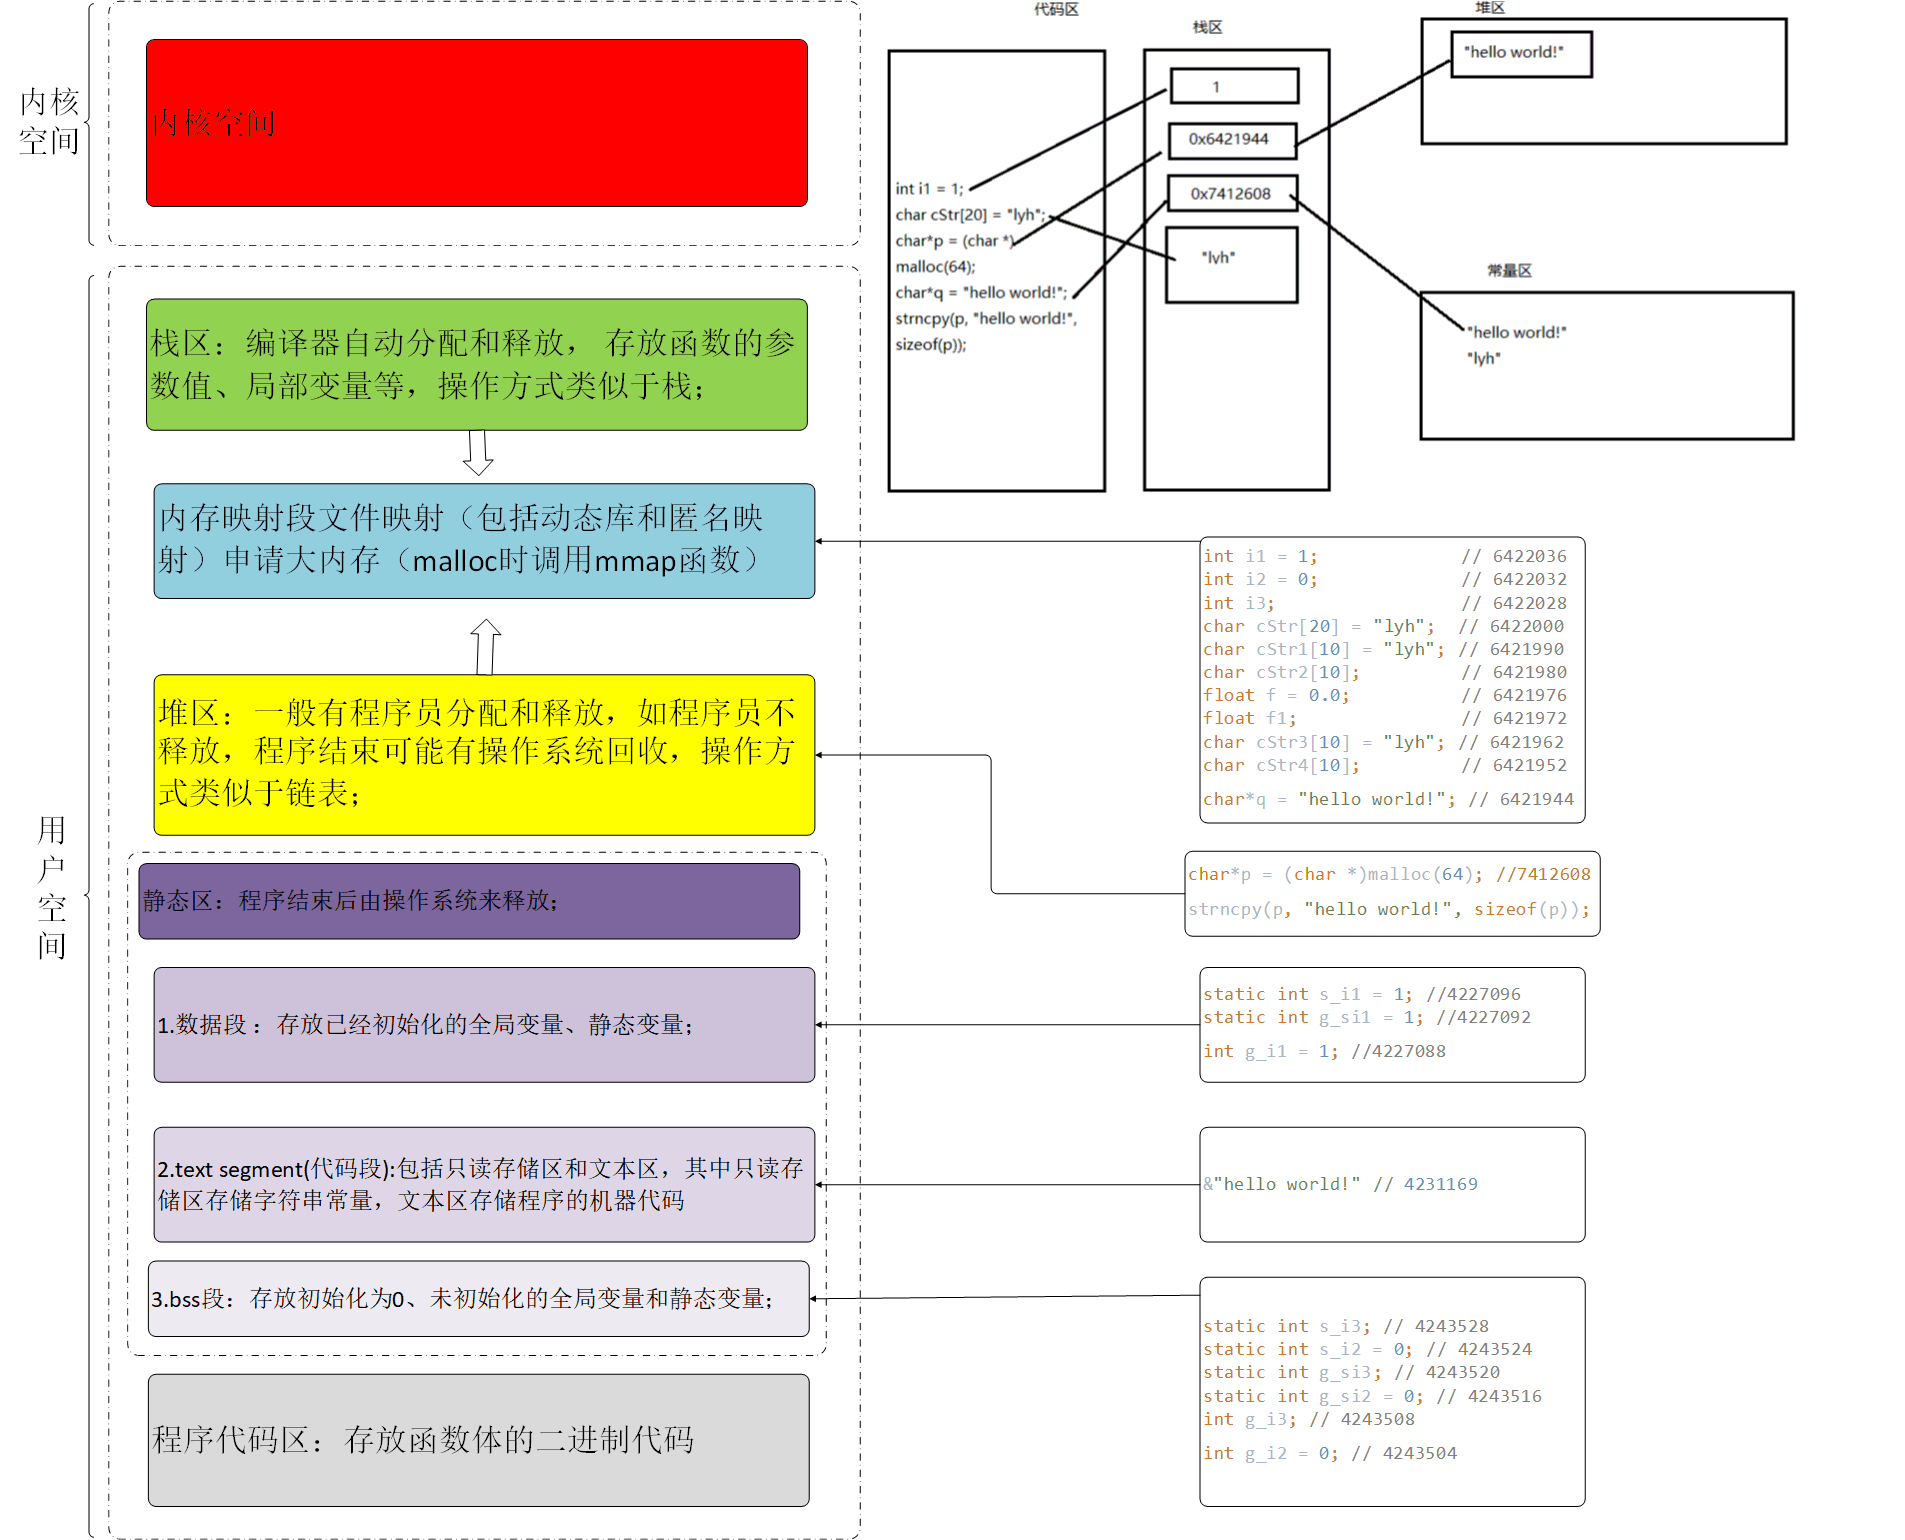 内核
空间
内核空间
用
户
空
间
栈区：编译器自动分配和释放， 存放函数的参
数值、局部变量等，操作方式类似于栈；
内存映射段文件映射（包括动态库和匿名映
射）申请大内存（malloc时调用mmap函数）
堆区：一般有程序员分配和释放，如程序员不
释放，程序结束可能有操作系统回收，操作方
式类似于链表；
静态区：程序结束后由操作系统来释放；
1.数据段：存放已经初始化的全局变量、静态变量；
2.text segment(代码段):包括只读存储区和文本区，其中只读存
储区存储字符串常量，文本区存储程序的机器代码
3.bss段：存放初始化为0、未初始化的全局变量和静态变量；
程序代码区：存放函数体的二进制代码
代码区
int i1 = 1;
char cStr[20] = "lyh";
char*p = (char *)
malloc(64);
char*q = "hello world!";
strncpy(p, "hello world!",
sizeof(p));
栈区
1
0x6421944
0x7412608
"lyh"
堆区
"hello world!"
常量区
"hello world!"
"lyh"
int i1 = 1; // 6422036
int i2 = 0; // 6422032
int i3; // 6422028
char cStr[20] = "lyh"; // 6422000
char cStr1[10] = "lyh"; // 6421990
char cStr2[10]; // 6421980
float f = 0.0; // 6421976
float f1; // 6421972
char cStr3[10] = "lyh"; // 6421962
char cStr4[10]; // 6421952
char*q = "hello world!"; // 6421944
char*p = (char *)malloc(64); //7412608
strncpy(p, "hello world!", sizeof(p));
static int s_i1 = 1; //4227096
static int g_si1 = 1; //4227092
int g_i1 = 1; //4227088
&"hello world!" // 4231169
static int s_i3; // 4243528
static int s_i2 = 0; // 4243524
static int g_si3; // 4243520
static int g_si2 = 0; // 4243516
int g_i3; // 4243508
int g_i2 = 0; // 4243504